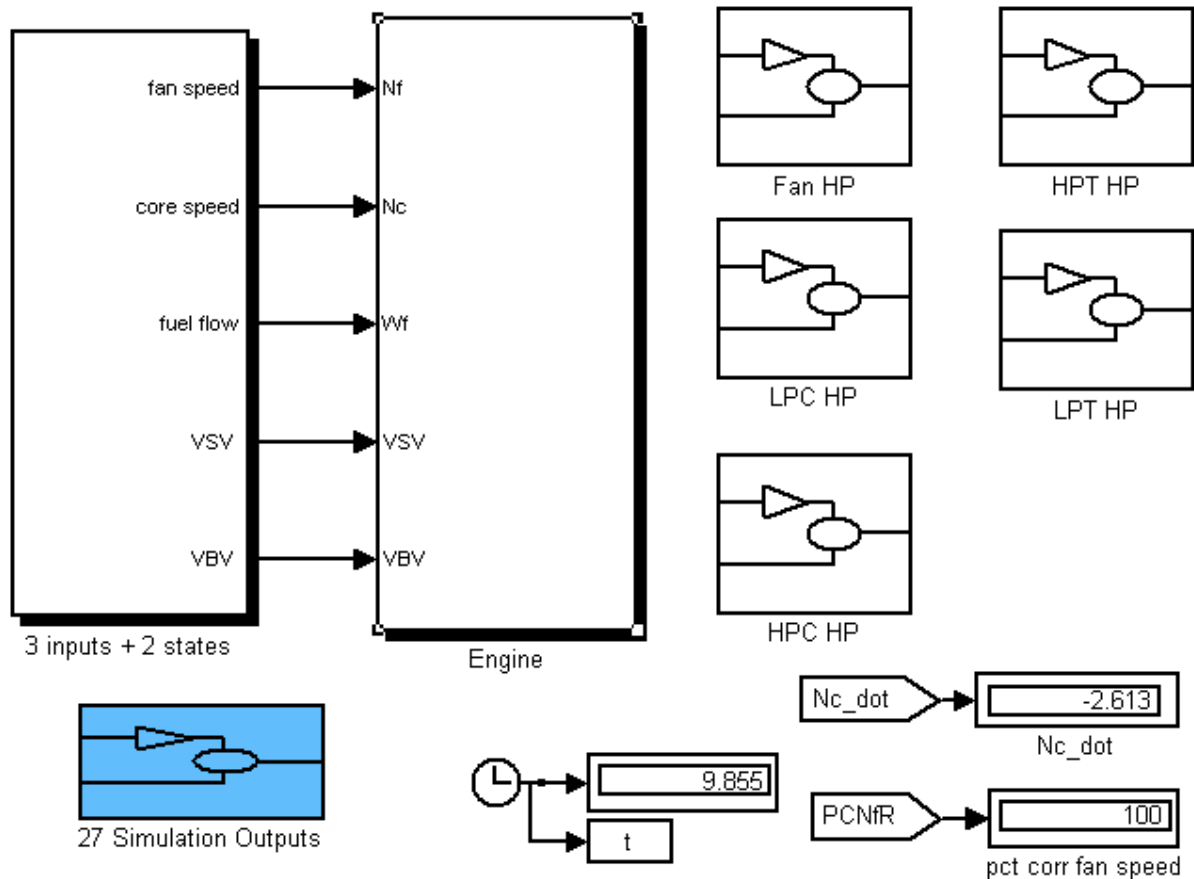 fan speed
Nf
core speed
Nc
fuel flow
Wf
VSV
VSV
VBV
VBV
3 inputs + 2 states
Engine
Fan HP
HPT HP
LPC HP
LPT HP
HPC HP
27 Simulation Outputs
9.855
t
Nc_dot
-2.613
Nc_dot
PCNfR
100
pct corr fan speed